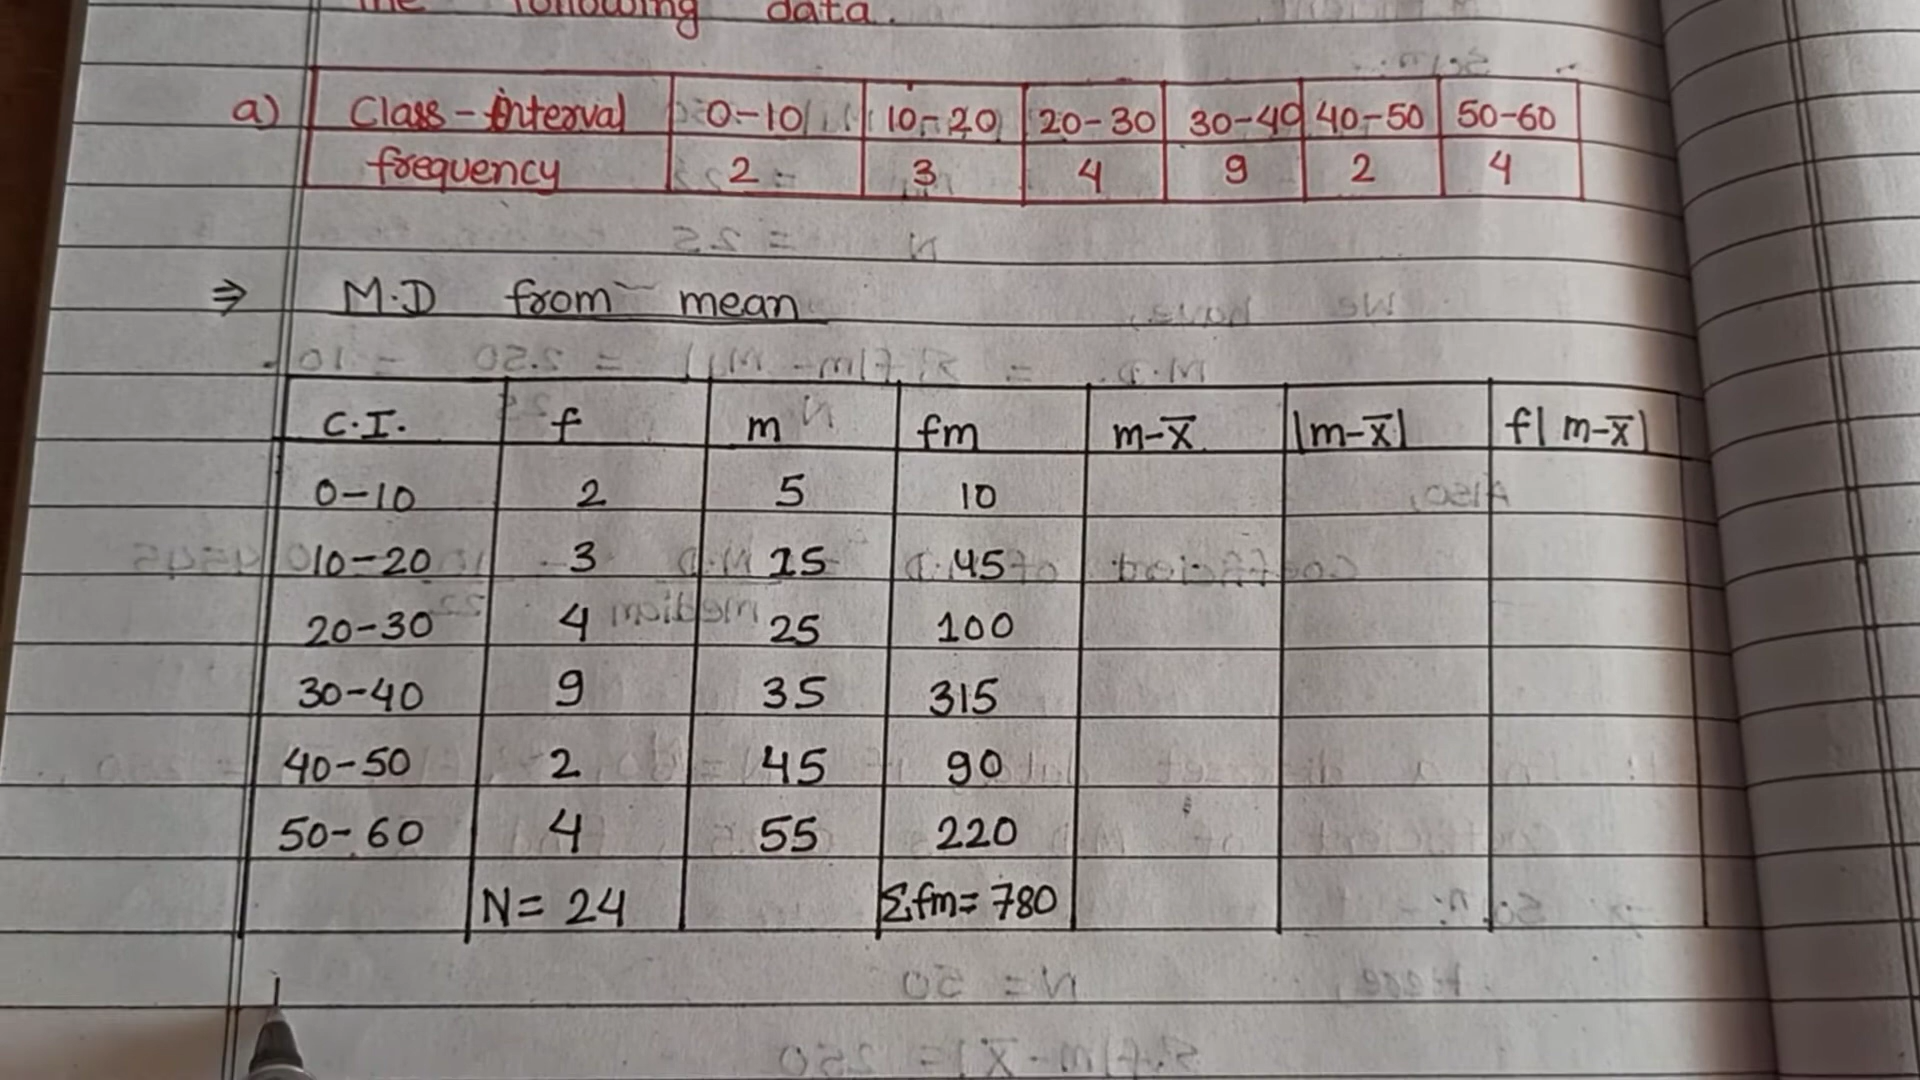 the following data.
a) Class-interval 0-10 10-20 20-30 30-40 40-50 50-60
frequency 2 3 4 9 2 4
⇒ M.D from mean
C.I. f m fm m-x̅ |m-x̅| f|m-x̅|
0-10 2 5 10
10-20 3 15 45
20-30 4 25 100
30-40 9 35 315
40-50 2 45 90
50-60 4 55 220
N= 24 Σfm= 780